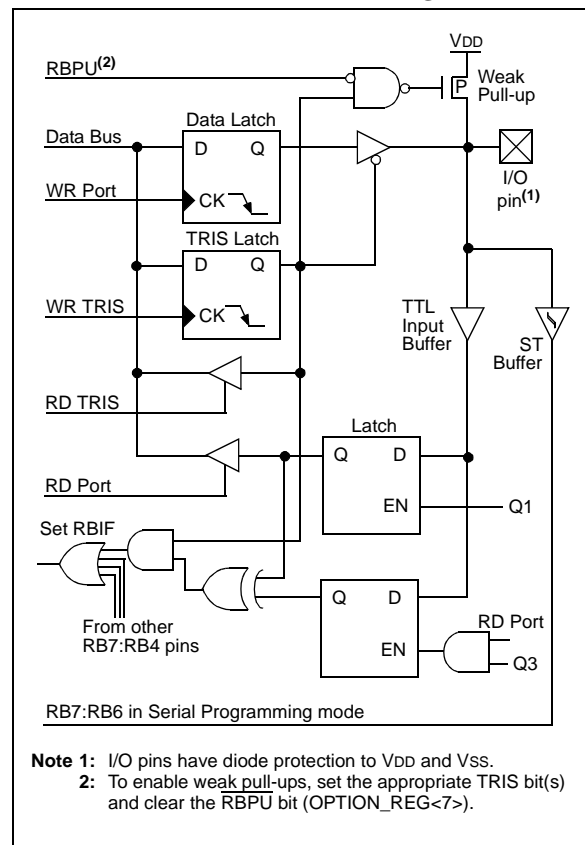 VDD
RBPU(2)
P
Weak
Pull-up
Data Latch
Data Bus
D
Q
I/O
pin(1)
WR Port
CK
TRIS Latch
D
Q
WR TRIS
CK
TTL
Input
Buffer
ST
Buffer
RD TRIS
Latch
Q
D
RD Port
EN
Q1
Set RBIF
Q
D
RD Port
From other
RB7:RB4 pins
EN
Q3
RB7:RB6 in Serial Programming mode
Note 1: I/O pins have diode protection to VDD and VSS.
2: To enable weak pull-ups, set the appropriate TRIS bit(s)
and clear the RBPU bit (OPTION_REG<7>).